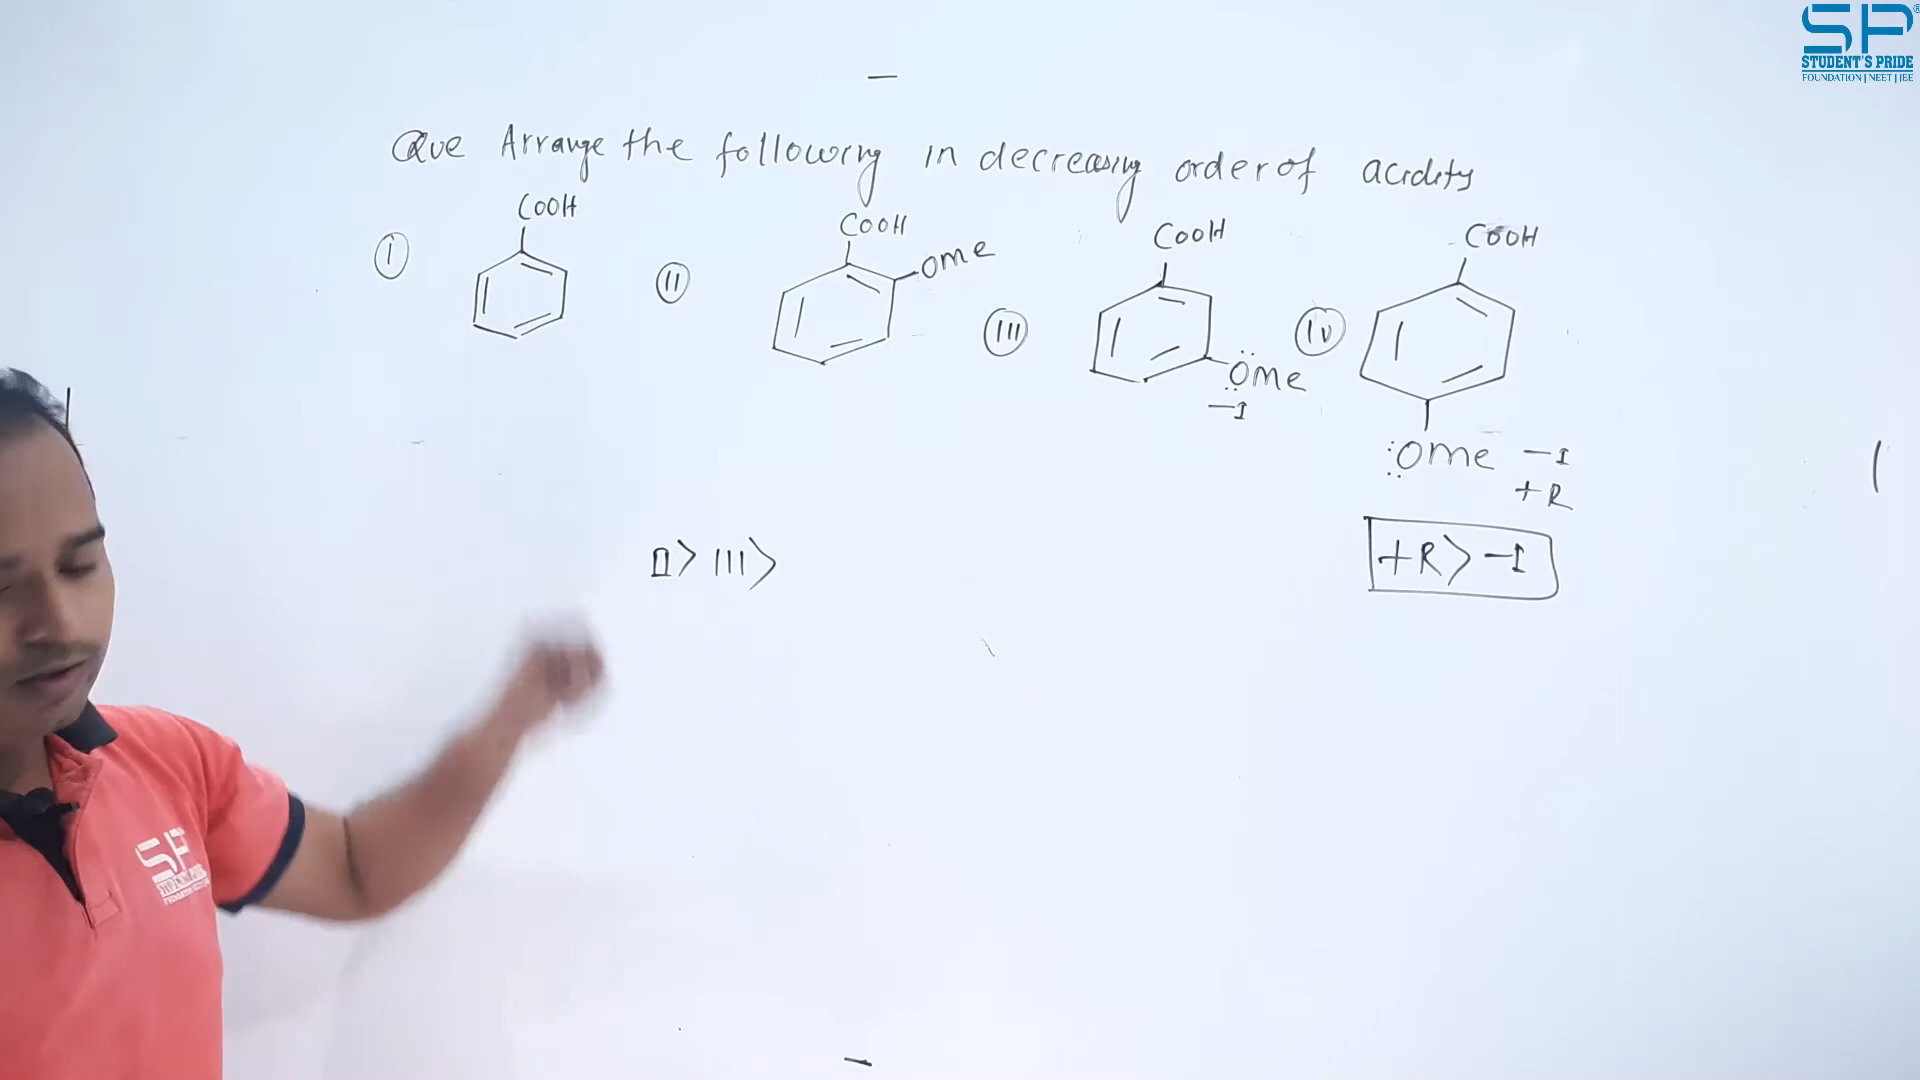 SP®
STUDENT'S PRIDE
FOUNDATION | NEET | JEE
Que Arrange the following in decreasing order of acidity
I COOH
II COOH OMe
III COOH OMe -I
IV COOH OMe -I +R
+R > -I
II > III >
SP